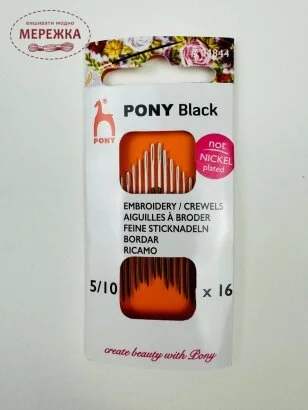 вишивати модно
МЕРЕЖКА
PONY
PONY Black
not
NICKEL
plated
EMBROIDERY / CREWELS
AIGUILLES À BRODER
FEINE STICKNADELN
BORDAR
RICAMO
5/10
x 16
create beauty with Pony